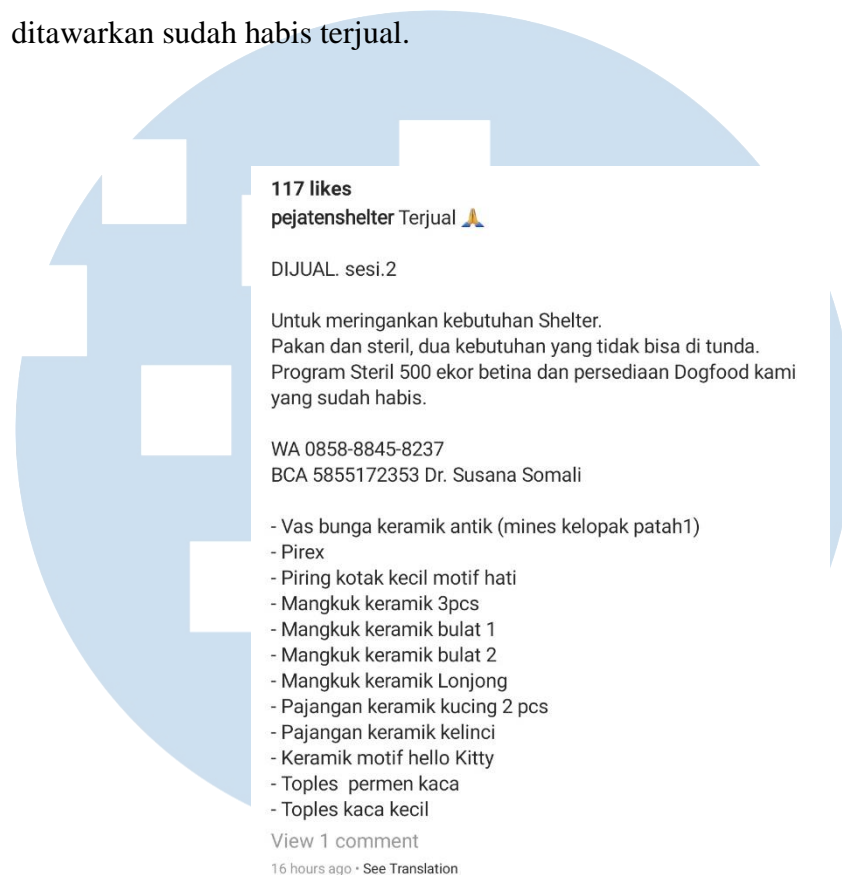 ditawarkan sudah habis terjual.
117 likes
pejatenshelter Terjual 🙏
DIJUAL. sesi.2
Untuk meringankan kebutuhan Shelter.
Pakan dan steril, dua kebutuhan yang tidak bisa di tunda.
Program Steril 500 ekor betina dan persediaan Dogfood kami
yang sudah habis.
WA 0858-8845-8237
BCA 5855172353 Dr. Susana Somali
- Vas bunga keramik antik (mines kelopak patah1)
- Pirex
- Piring kotak kecil motif hati
- Mangkuk keramik 3pcs
- Mangkuk keramik bulat 1
- Mangkuk keramik bulat 2
- Mangkuk keramik Lonjong
- Pajangan keramik kucing 2 pcs
- Pajangan keramik kelinci
- Keramik motif hello Kitty
- Toples  permen kaca
- Toples kaca kecil
View 1 comment
16 hours ago • See Translation